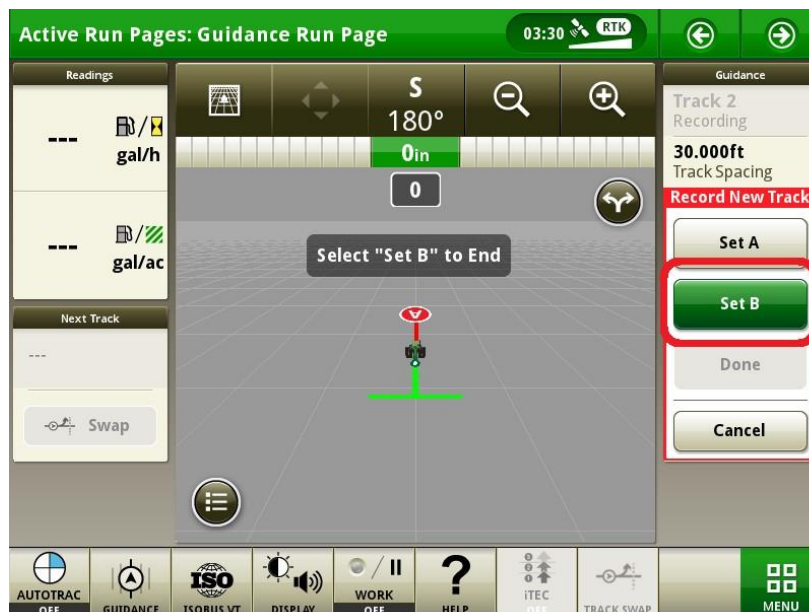 Active Run Pages: Guidance Run Page
03:30
RTK
Readings
---
gal/h
---
gal/ac
Next Track
---
Swap
S
180°
0in
0
Select "Set B" to End
A
Guidance
Track 2
Recording
30.000ft
Track Spacing
Record New Track
Set A
Set B
Done
Cancel
AUTOTRAC
OFF
GUIDANCE
ISO
ISOBUS VT
DISPLAY
WORK
OFF
?
HELP
iTEC
OFF
TRACK SWAP
MENU